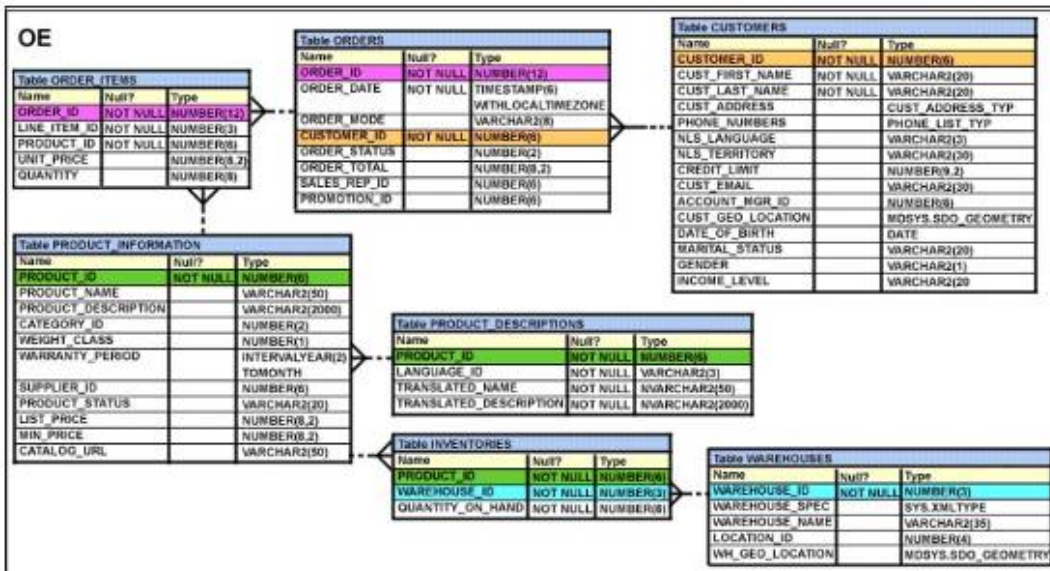 OE
Table ORDER_ITEMS
Name Null? Type
ORDER_ID NOT NULL NUMBER(12)
LINE_ITEM_ID NOT NULL NUMBER(3)
PRODUCT_ID NOT NULL NUMBER(6)
UNIT_PRICE NUMBER(8,2)
QUANTITY NUMBER(8)
Table ORDERS
Name Null? Type
ORDER_ID NOT NULL NUMBER(12)
ORDER_DATE NOT NULL TIMESTAMP(6)
WITHLOCALTIMEZONE
ORDER_MODE VARCHAR2(8)
CUSTOMER_ID NOT NULL NUMBER(6)
ORDER_STATUS NUMBER(2)
ORDER_TOTAL NUMBER(8,2)
SALES_REP_ID NUMBER(6)
PROMOTION_ID NUMBER(6)
Table CUSTOMERS
Name Null? Type
CUSTOMER_ID NOT NULL NUMBER(6)
CUST_FIRST_NAME NOT NULL VARCHAR2(20)
CUST_LAST_NAME NOT NULL VARCHAR2(20)
CUST_ADDRESS CUST_ADDRESS_TYP
PHONE_NUMBERS PHONE_LIST_TYP
NLS_LANGUAGE VARCHAR2(3)
NLS_TERRITORY VARCHAR2(30)
CREDIT_LIMIT NUMBER(9,2)
CUST_EMAIL VARCHAR2(30)
ACCOUNT_MGR_ID NUMBER(6)
CUST_GEO_LOCATION MDSYS.SDO_GEOMETRY
DATE_OF_BIRTH DATE
MARITAL_STATUS VARCHAR2(20)
GENDER VARCHAR2(1)
INCOME_LEVEL VARCHAR2(20
Table PRODUCT_INFORMATION
Name Null? Type
PRODUCT_ID NOT NULL NUMBER(6)
PRODUCT_NAME VARCHAR2(50)
PRODUCT_DESCRIPTION VARCHAR2(2000)
CATEGORY_ID NUMBER(2)
WEIGHT_CLASS NUMBER(1)
WARRANTY_PERIOD INTERVALYEAR(2)
TOMONTH
SUPPLIER_ID NUMBER(6)
PRODUCT_STATUS VARCHAR2(20)
LIST_PRICE NUMBER(8,2)
MIN_PRICE NUMBER(8,2)
CATALOG_URL VARCHAR2(50)
Table PRODUCT_DESCRIPTIONS
Name Null? Type
PRODUCT_ID NOT NULL NUMBER(6)
LANGUAGE_ID NOT NULL VARCHAR2(3)
TRANSLATED_NAME NOT NULL NVARCHAR2(50)
TRANSLATED_DESCRIPTION NOT NULL NVARCHAR2(2000)
Table INVENTORIES
Name Null? Type
PRODUCT_ID NOT NULL NUMBER(6)
WAREHOUSE_ID NOT NULL NUMBER(3)
QUANTITY_ON_HAND NOT NULL NUMBER(8)
Table WAREHOUSES
Name Null? Type
WAREHOUSE_ID NOT NULL NUMBER(3)
WAREHOUSE_SPEC SYS.XMLTYPE
WAREHOUSE_NAME VARCHAR2(35)
LOCATION_ID NUMBER(4)
WH_GEO_LOCATION MDSYS.SDO_GEOMETRY